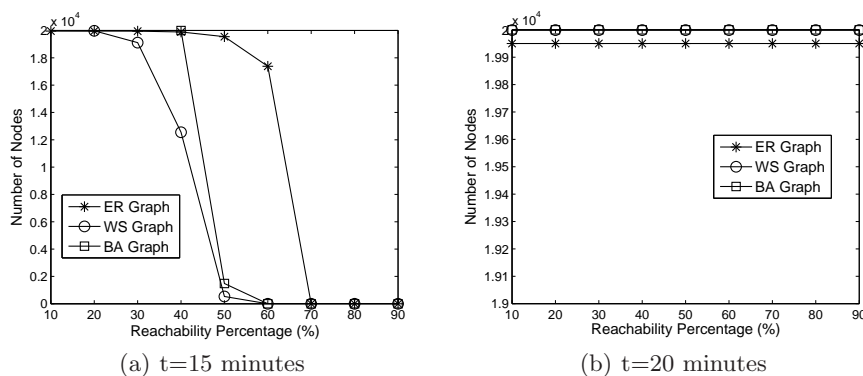 x 10⁴
2
1.8
1.6
1.4
1.2
1
0.8
0.6
0.4
0.2
0
Number of Nodes
ER Graph
WS Graph
BA Graph
10 20 30 40 50 60 70 80 90
Reachability Percentage (%)
(a) t=15 minutes
x 10⁴
2
1.99
1.98
1.97
1.96
1.95
1.94
1.93
1.92
1.91
1.9
Number of Nodes
ER Graph
WS Graph
BA Graph
10 20 30 40 50 60 70 80 90
Reachability Percentage (%)
(b) t=20 minutes